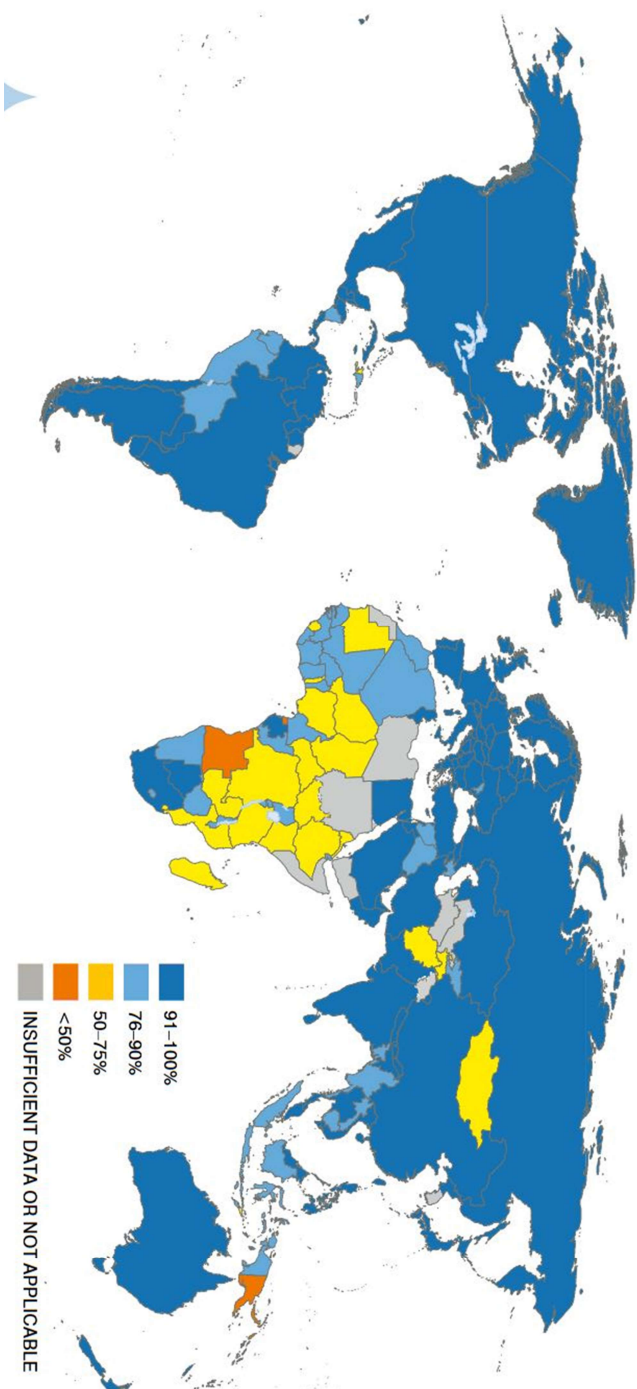 91–100%
76–90%
50–75%
<50%
INSUFFICIENT DATA OR NOT APPLICABLE